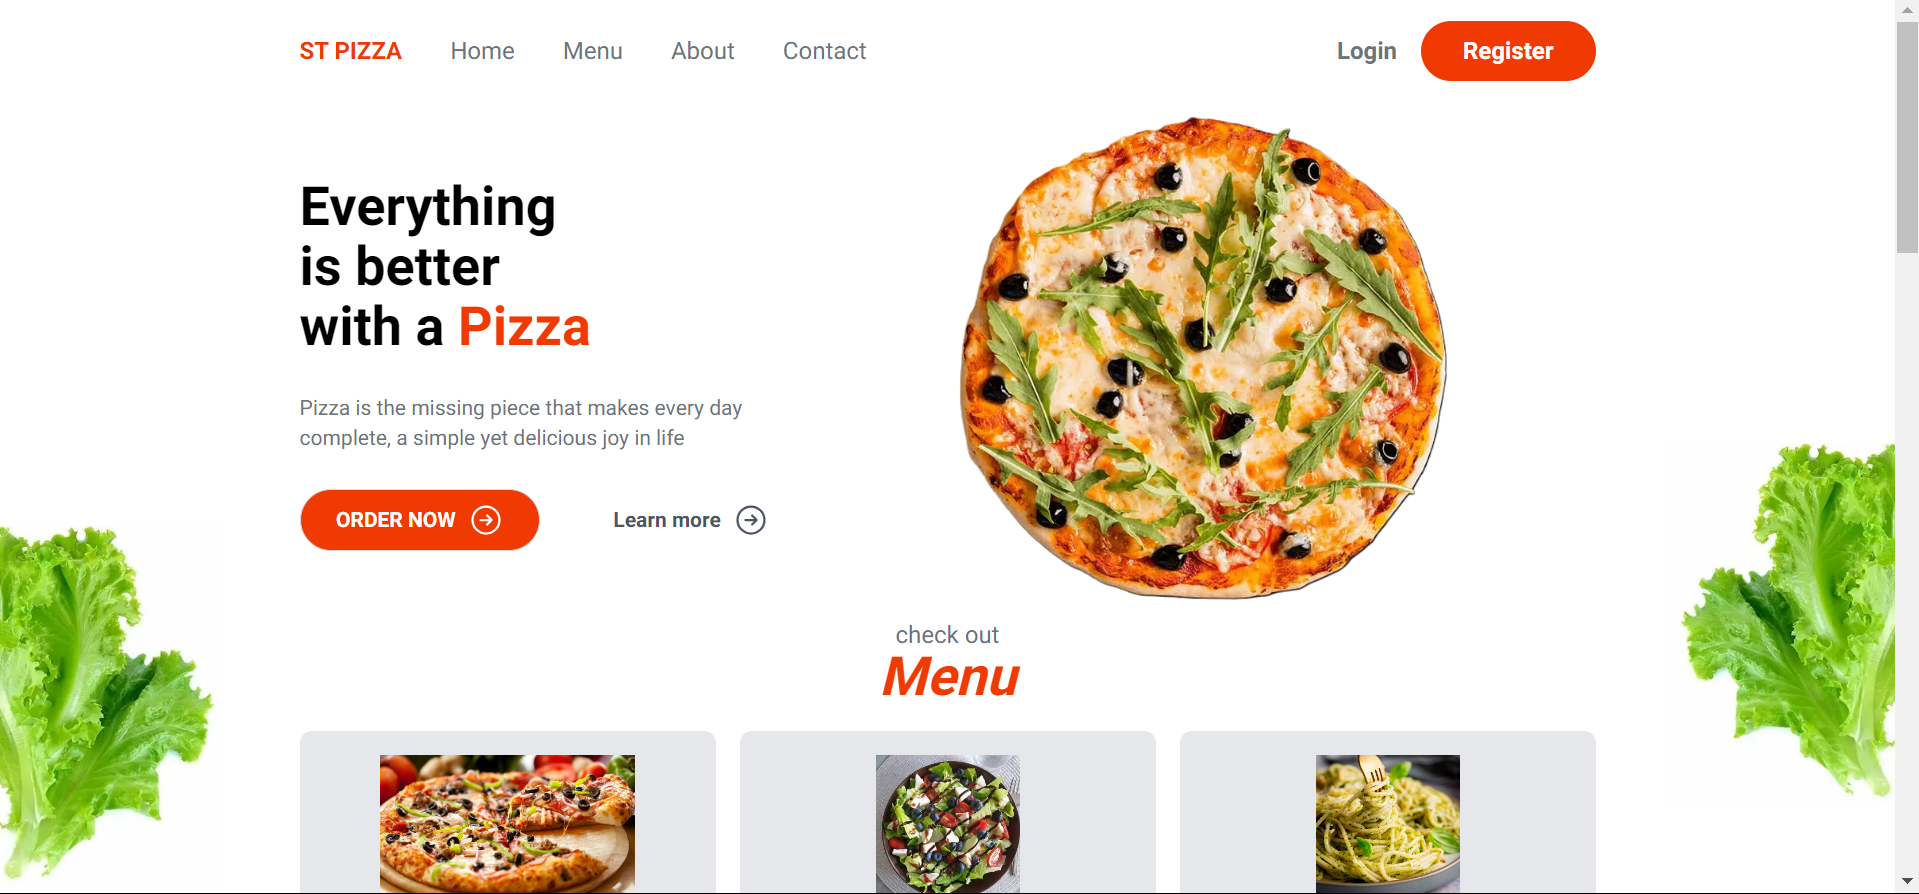 ST PIZZA Home Menu About Contact Login Register
Everything
is better
with a Pizza
Pizza is the missing piece that makes every day
complete, a simple yet delicious joy in life
ORDER NOW Learn more
check out
Menu